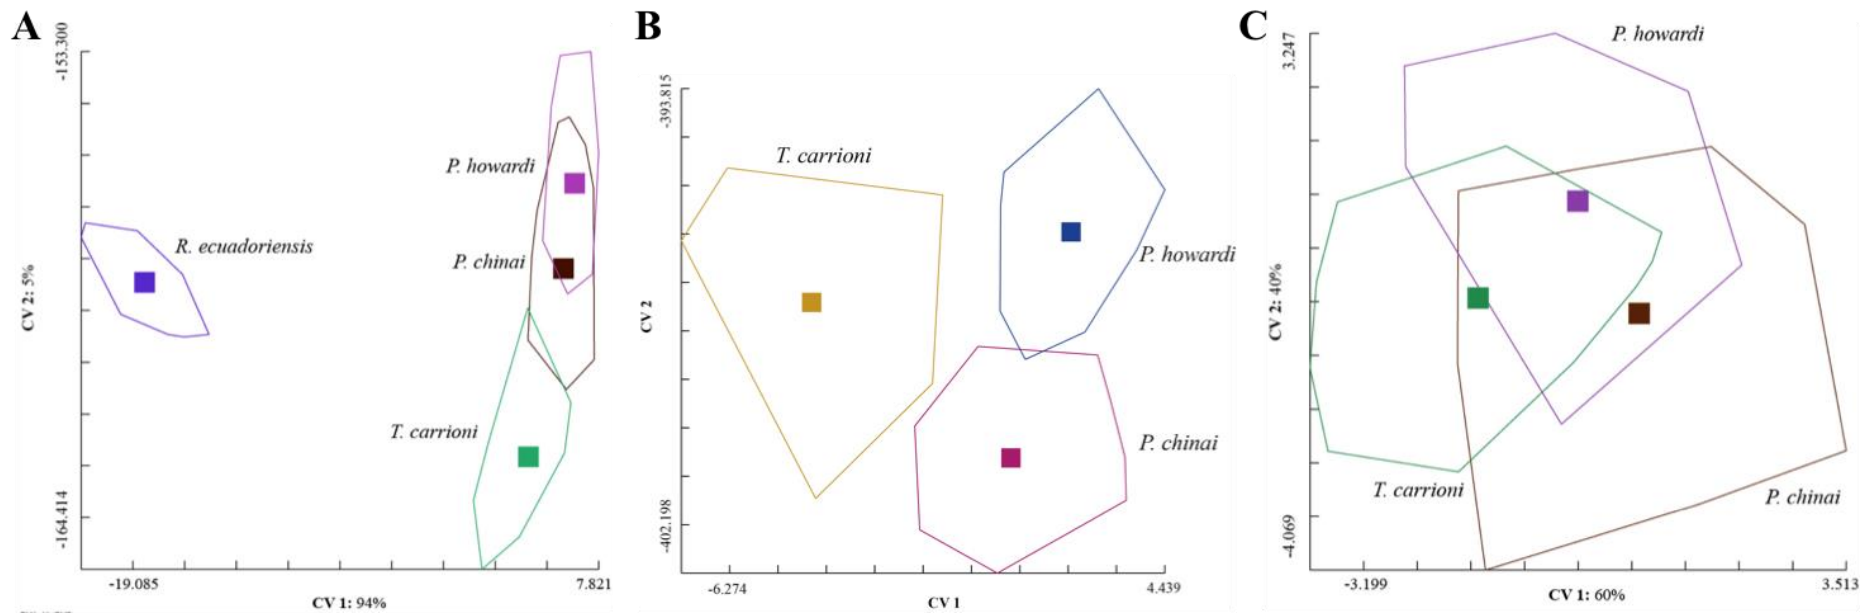 A
-153.300
CV 2: 5%
-164.414
P. howardi
R. ecuadoriensis
P. chinai
T. carrioni
-19.085
7.821
CV 1: 94%
B
-393.815
CV 2
-402.198
T. carrioni
P. howardi
P. chinai
-6.274
4.439
CV 1
C
3.247
CV 2: 40%
-4.069
P. howardi
T. carrioni
P. chinai
-3.199
3.513
CV 1: 60%